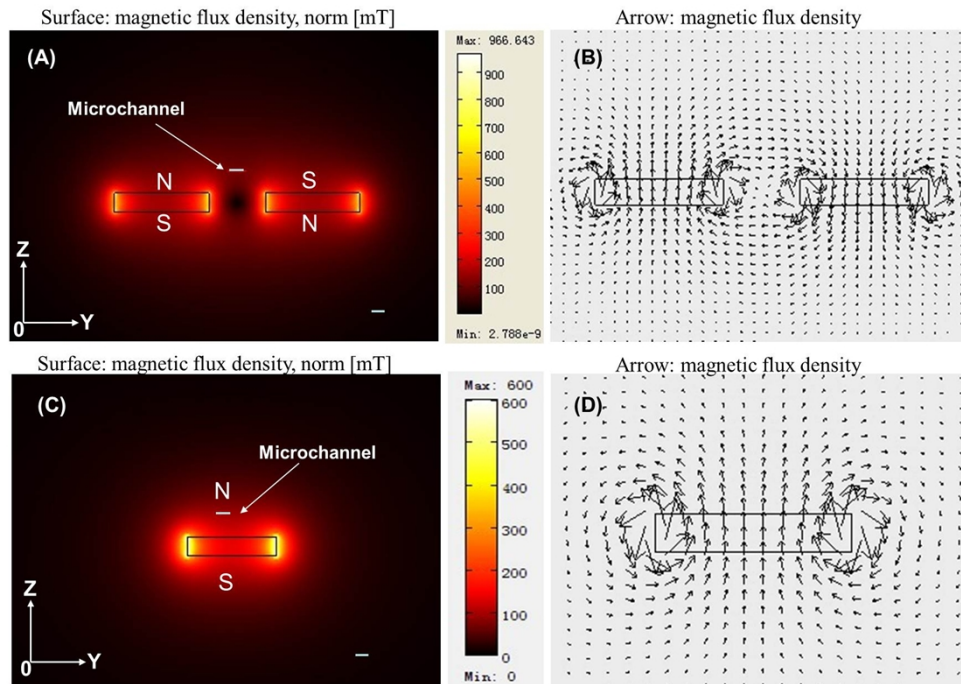 Surface: magnetic flux density, norm [mT]
Arrow: magnetic flux density
(A)
Microchannel
N
S
S
N
Z
0
Y
Max: 966.643
900
800
700
600
500
400
300
200
100
Min: 2.788e-9
(B)
Surface: magnetic flux density, norm [mT]
Arrow: magnetic flux density
(C)
Microchannel
N
S
Z
0
Y
Max: 600
600
500
400
300
200
100
0
Min: 0
(D)